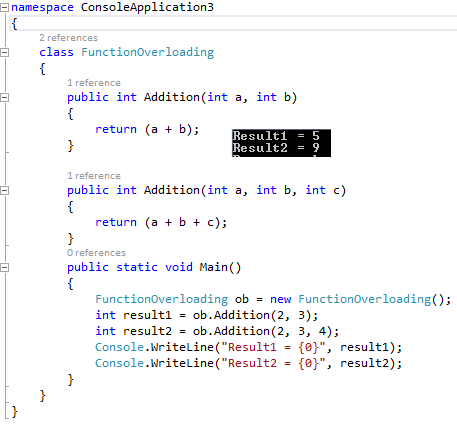 namespace ConsoleApplication3
{
2 references
class FunctionOverloading
{
1 reference
public int Addition(int a, int b)
{
return (a + b);
}
Result1 = 5
Result2 = 9
1 reference
public int Addition(int a, int b, int c)
{
return (a + b + c);
}
0 references
public static void Main()
{
FunctionOverloading ob = new FunctionOverloading();
int result1 = ob.Addition(2, 3);
int result2 = ob.Addition(2, 3, 4);
Console.WriteLine("Result1 = {0}", result1);
Console.WriteLine("Result2 = {0}", result2);
}
}
}